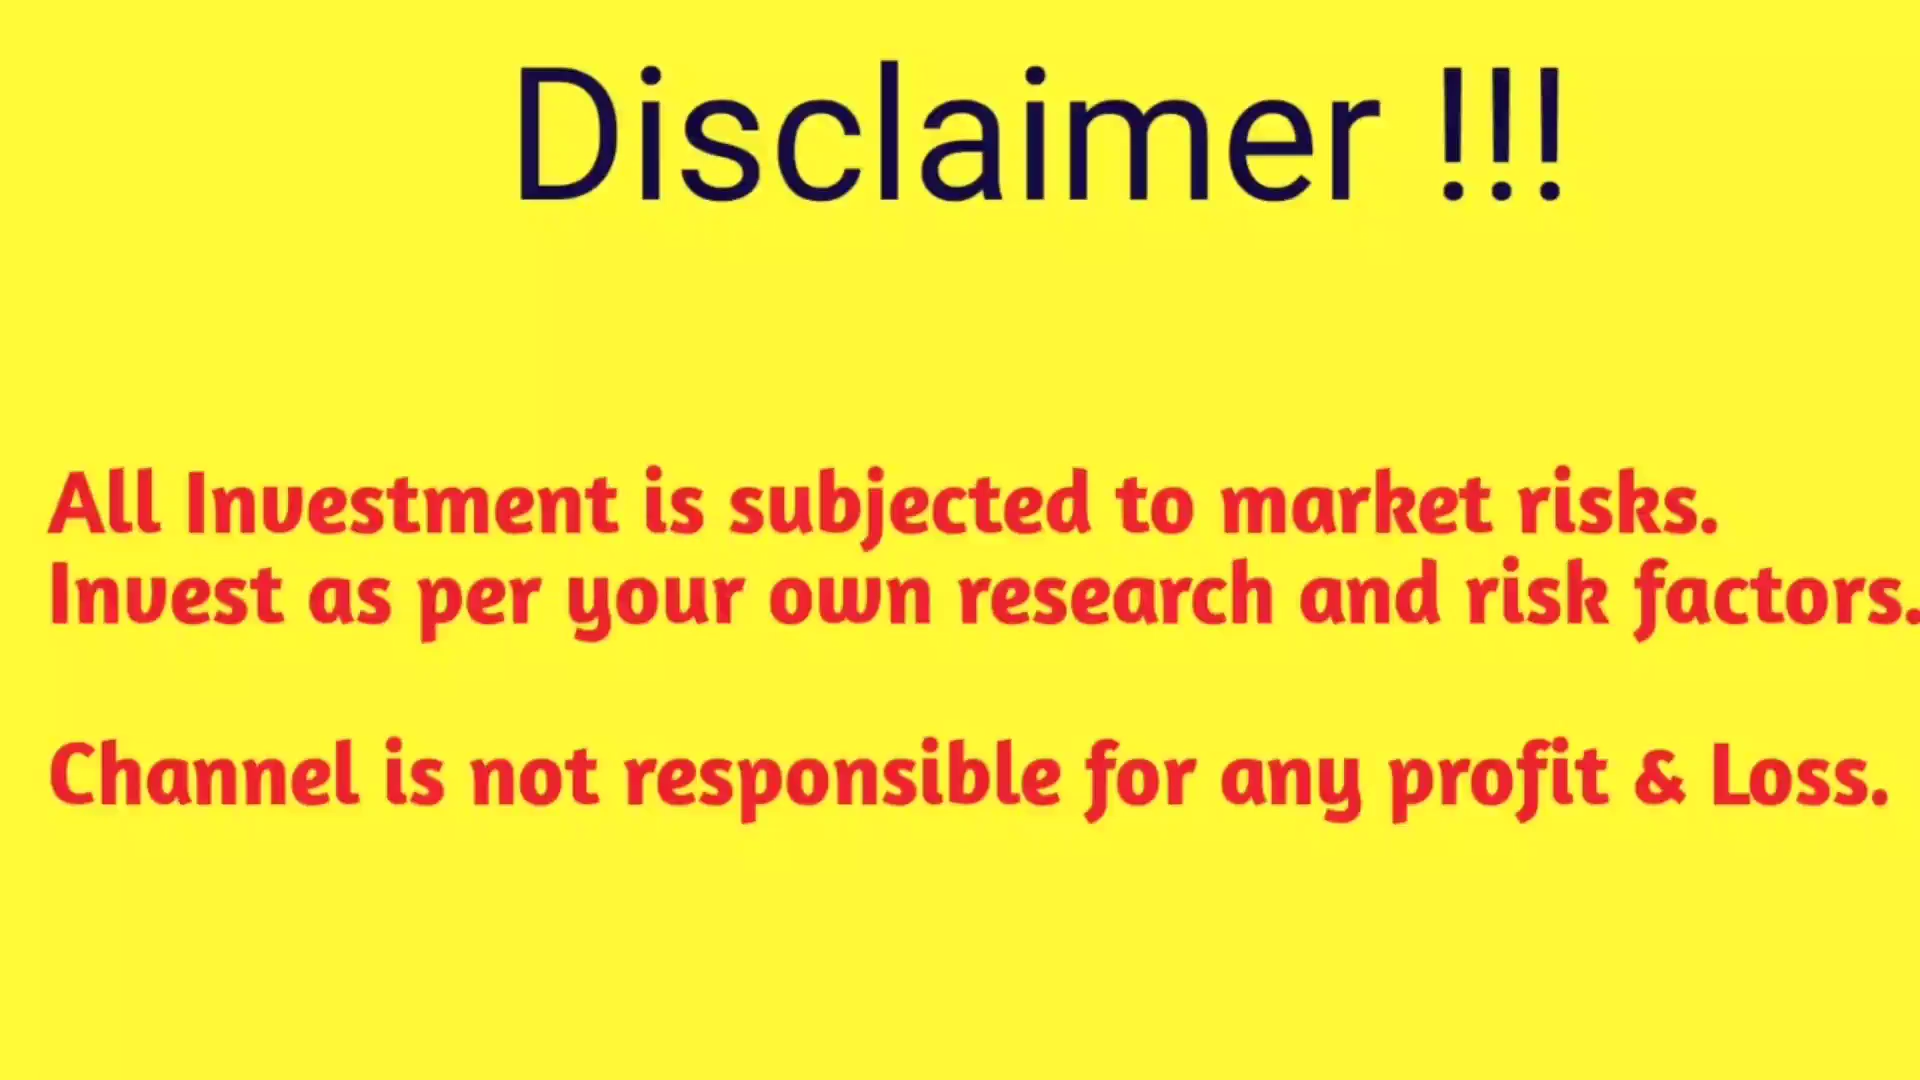 Disclaimer !!!
All Investment is subjected to market risks.
Invest as per your own research and risk factors.
Channel is not responsible for any profit & Loss.